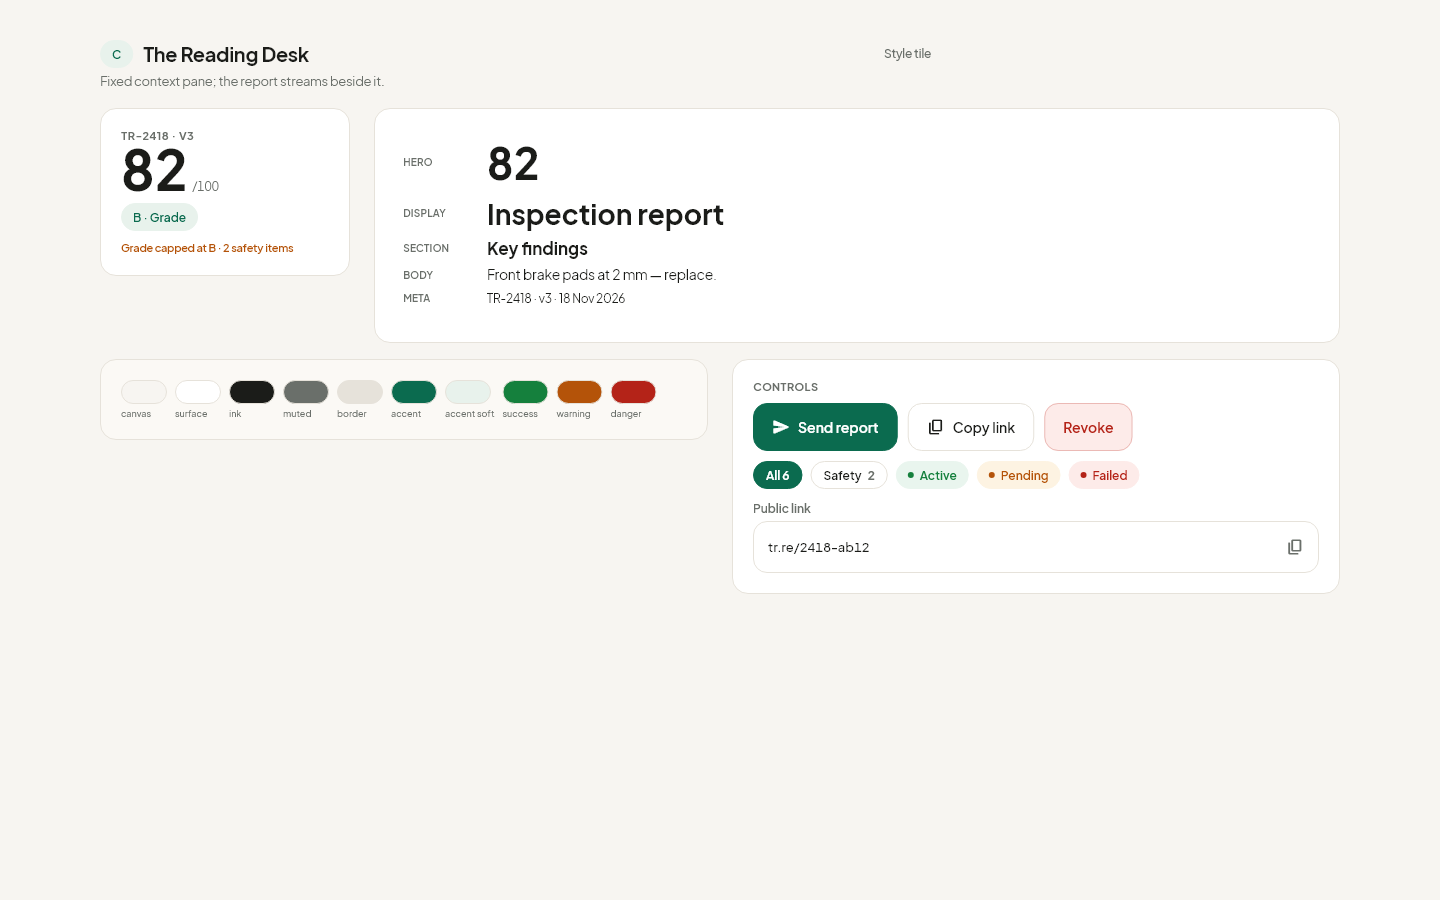 C The Reading Desk
Style tile
Fixed context pane; the report streams beside it.
TR-2418 · V3
82 /100
B · Grade
Grade capped at B · 2 safety items
HERO 82
DISPLAY Inspection report
SECTION Key findings
BODY Front brake pads at 2 mm — replace.
META TR-2418 · v3 · 18 Nov 2026
canvas surface ink muted border accent accent soft success warning danger
CONTROLS
Send report Copy link Revoke
All 6 Safety 2 Active Pending Failed
Public link
tr.re/2418-ab12